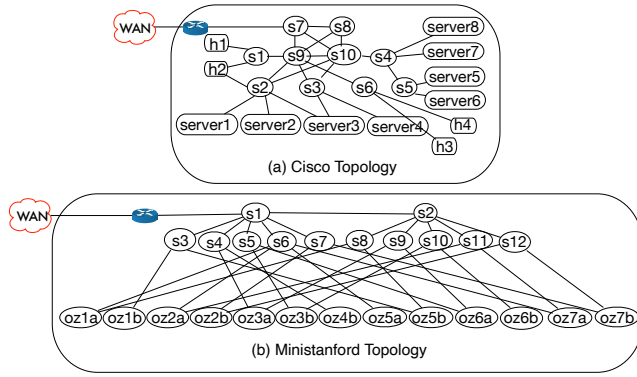 WAN
s7 s8
h1
s1 s9 s10 s4
h2
server8
server7
s2 s3 s6 s5
server5
server6
server1 server2 server3 server4
h4
h3
(a) Cisco Topology
WAN
s1 s2
s3 s4 s5 s6 s7 s8 s9 s10 s11 s12
oz1a oz1b oz2a oz2b oz3a oz3b oz4b oz5a oz5b oz6a oz6b oz7a oz7b
(b) Ministanford Topology